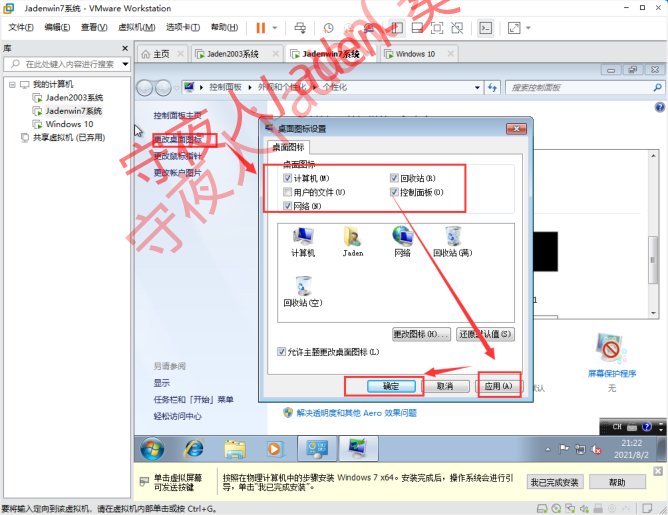 Jadenwin7系统 - VMware Workstation
文件(F) 编辑(E) 查看(V) 虚拟机(M) 选项卡(T) 帮助(H)
库
在此处键入内容进行搜索
我的计算机
Jaden2003系统
Jadenwin7系统
Windows 10
共享虚拟机 (已弃用)
主页 Jaden2003系统 Jadenwin7系统 Windows 10
控制面板 外观和个性化 个性化 搜索控制面板
控制面板主页
更改桌面图标
更改鼠标指针
更改帐户图片
桌面图标设置
桌面图标
桌面图标
计算机(M) 回收站(R)
用户的文件(U) 控制面板(O)
网络(N)
计算机 Jaden 网络 回收站(满)
回收站(空)
更改图标(H)... 还原默认值(S)
允许主题更改桌面图标(L)
确定 取消 应用(A)
屏幕保护程序
无
另请参阅
显示
任务栏和「开始」菜单
轻松访问中心
解决透明度和其他 Aero 效果问题
CH
21:22
2021/8/2
单击虚拟屏幕
可发送按键
按照在物理计算机中的步骤安装 Windows 7 x64。安装完成后，操作系统会进行引
导，单击"我已完成安装"。
我已完成安装 帮助
要将输入定向到该虚拟机，请在虚拟机内部单击或按 Ctrl+G。
守夜人Jaden
守夜人Jaden